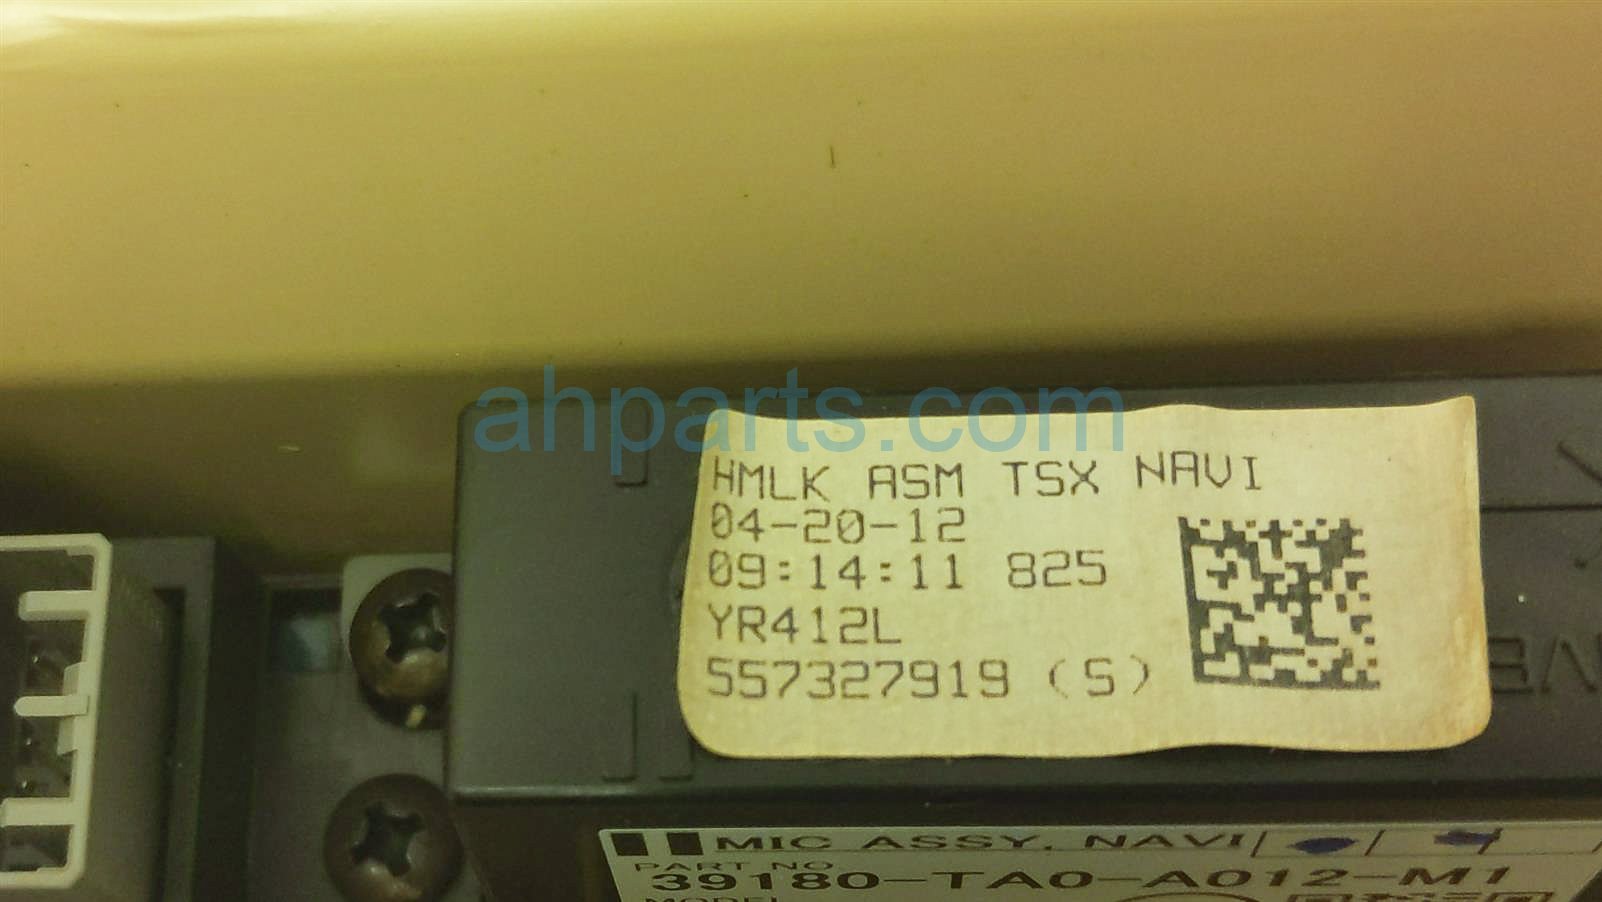 ahparts.com
HMLK ASM TSX NAVI
04-20-12
09:14:11 825
YR412L
557327919 (S)
MIC ASSY, NAVI
PART NO.
39180-TA0-A012-M1
MODEL